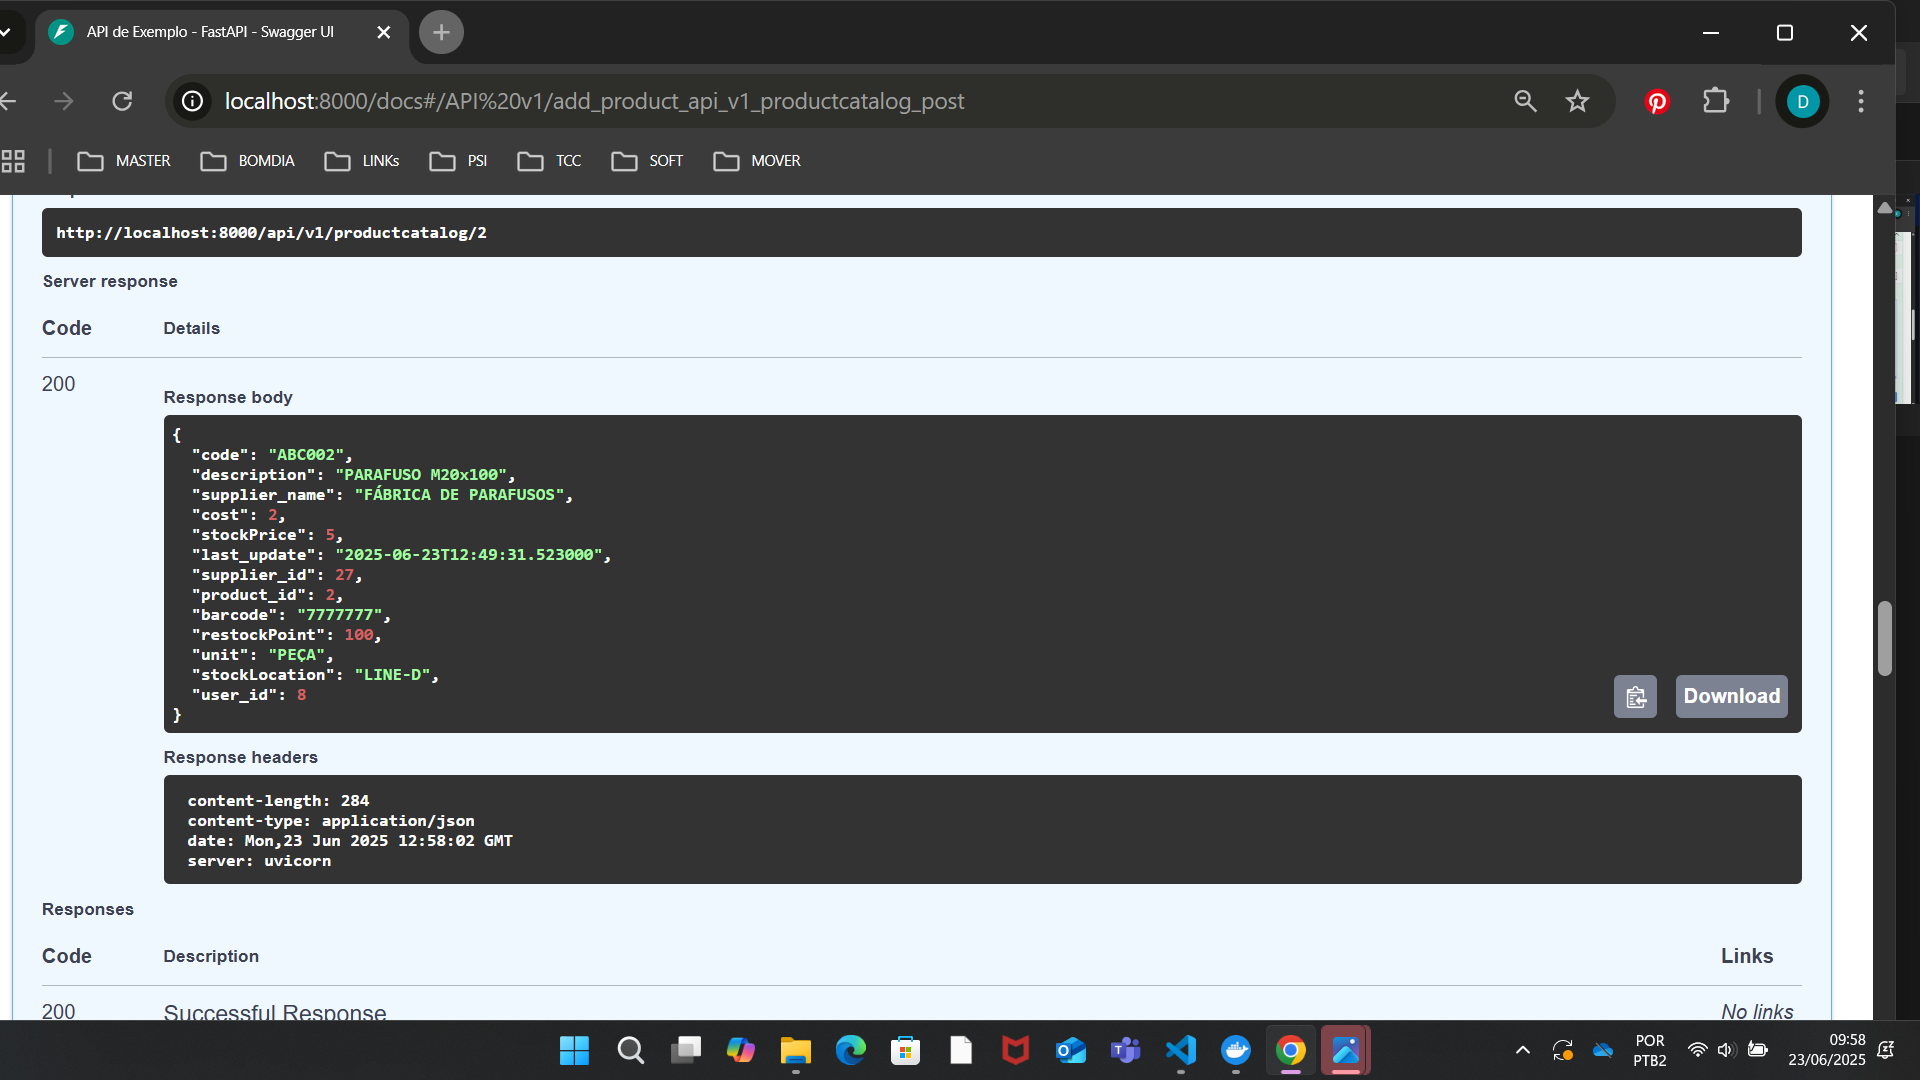 API de Exemplo - FastAPI - Swagger UI
localhost:8000/docs#/API%20v1/add_product_api_v1_productcatalog_post
D
MASTER
BOMDIA
LINKs
PSI
TCC
SOFT
MOVER
http://localhost:8000/api/v1/productcatalog/2
Server response
Code Details
200
Response body
{
"code": "ABC002",
"description": "PARAFUSO M20x100",
"supplier_name": "FÁBRICA DE PARAFUSOS",
"cost": 2,
"stockPrice": 5,
"last_update": "2025-06-23T12:49:31.523000",
"supplier_id": 27,
"product_id": 2,
"barcode": "7777777",
"restockPoint": 100,
"unit": "PEÇA",
"stockLocation": "LINE-D",
"user_id": 8
}
Download
Response headers
content-length: 284
content-type: application/json
date: Mon,23 Jun 2025 12:58:02 GMT
server: uvicorn
Responses
Code Description Links
200 Successful Response No links
POR
PTB2
09:58
23/06/2025